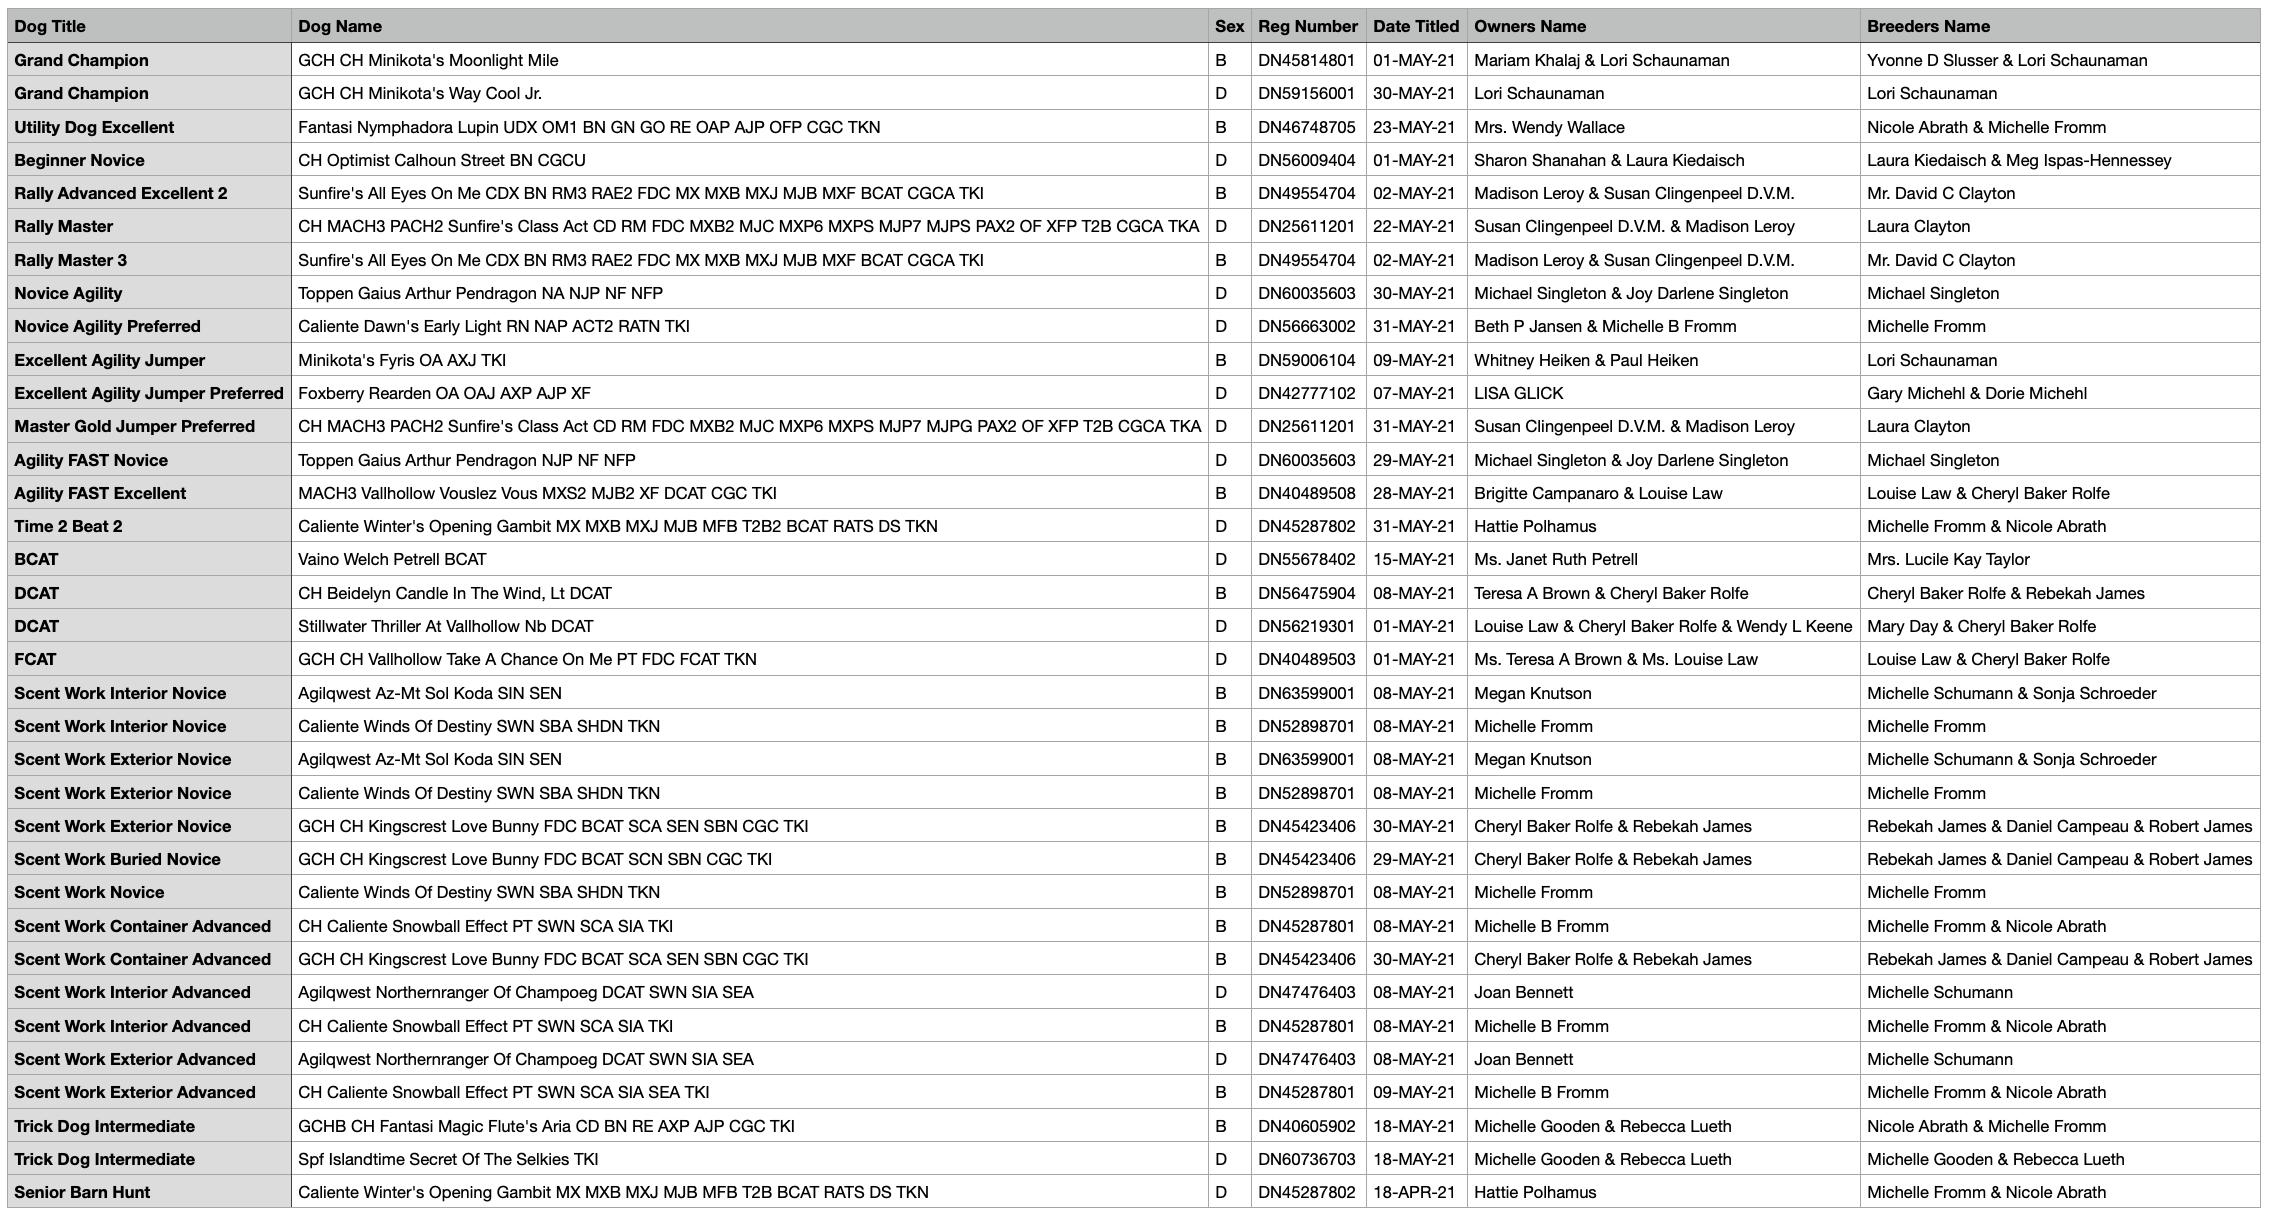 Dog Title Dog Name Sex Reg Number Date Titled Owners Name Breeders Name
Grand Champion GCH CH Minikota's Moonlight Mile B DN45814801 01-MAY-21 Mariam Khalaj & Lori Schaunaman Yvonne D Slusser & Lori Schaunaman
Grand Champion GCH CH Minikota's Way Cool Jr. D DN59156001 30-MAY-21 Lori Schaunaman Lori Schaunaman
Utility Dog Excellent Fantasi Nymphadora Lupin UDX OM1 BN GN GO RE OAP AJP OFP CGC TKN B DN46748705 23-MAY-21 Mrs. Wendy Wallace Nicole Abrath & Michelle Fromm
Beginner Novice CH Optimist Calhoun Street BN CGCU D DN56009404 01-MAY-21 Sharon Shanahan & Laura Kiedaisch Laura Kiedaisch & Meg Ispas-Hennessey
Rally Advanced Excellent 2 Sunfire's All Eyes On Me CDX BN RM3 RAE2 FDC MX MXB MXJ MJB MXF BCAT CGCA TKI B DN49554704 02-MAY-21 Madison Leroy & Susan Clingenpeel D.V.M. Mr. David C Clayton
Rally Master CH MACH3 PACH2 Sunfire's Class Act CD RM FDC MXB2 MJC MXP6 MXPS MJP7 MJPS PAX2 OF XFP T2B CGCA TKA D DN25611201 22-MAY-21 Susan Clingenpeel D.V.M. & Madison Leroy Laura Clayton
Rally Master 3 Sunfire's All Eyes On Me CDX BN RM3 RAE2 FDC MX MXB MXJ MJB MXF BCAT CGCA TKI B DN49554704 02-MAY-21 Madison Leroy & Susan Clingenpeel D.V.M. Mr. David C Clayton
Novice Agility Toppen Gaius Arthur Pendragon NA NJP NF NFP D DN60035603 30-MAY-21 Michael Singleton & Joy Darlene Singleton Michael Singleton
Novice Agility Preferred Caliente Dawn's Early Light RN NAP ACT2 RATN TKI D DN56663002 31-MAY-21 Beth P Jansen & Michelle B Fromm Michelle Fromm
Excellent Agility Jumper Minikota's Fyris OA AXJ TKI B DN59006104 09-MAY-21 Whitney Heiken & Paul Heiken Lori Schaunaman
Excellent Agility Jumper Preferred Foxberry Rearden OA OAJ AXP AJP XF D DN42777102 07-MAY-21 LISA GLICK Gary Michehl & Dorie Michehl
Master Gold Jumper Preferred CH MACH3 PACH2 Sunfire's Class Act CD RM FDC MXB2 MJC MXP6 MXPS MJP7 MJPG PAX2 OF XFP T2B CGCA TKA D DN25611201 31-MAY-21 Susan Clingenpeel D.V.M. & Madison Leroy Laura Clayton
Agility FAST Novice Toppen Gaius Arthur Pendragon NJP NF NFP D DN60035603 29-MAY-21 Michael Singleton & Joy Darlene Singleton Michael Singleton
Agility FAST Excellent MACH3 Vallhollow Vouslez Vous MXS2 MJB2 XF DCAT CGC TKI B DN40489508 28-MAY-21 Brigitte Campanaro & Louise Law Louise Law & Cheryl Baker Rolfe
Time 2 Beat 2 Caliente Winter's Opening Gambit MX MXB MXJ MJB MFB T2B2 BCAT RATS DS TKN D DN45287802 31-MAY-21 Hattie Polhamus Michelle Fromm & Nicole Abrath
BCAT Vaino Welch Petrell BCAT D DN55678402 15-MAY-21 Ms. Janet Ruth Petrell Mrs. Lucile Kay Taylor
DCAT CH Beidelyn Candle In The Wind, Lt DCAT B DN56475904 08-MAY-21 Teresa A Brown & Cheryl Baker Rolfe Cheryl Baker Rolfe & Rebekah James
DCAT Stillwater Thriller At Vallhollow Nb DCAT D DN56219301 01-MAY-21 Louise Law & Cheryl Baker Rolfe & Wendy L Keene Mary Day & Cheryl Baker Rolfe
FCAT GCH CH Vallhollow Take A Chance On Me PT FDC FCAT TKN D DN40489503 01-MAY-21 Ms. Teresa A Brown & Ms. Louise Law Louise Law & Cheryl Baker Rolfe
Scent Work Interior Novice Agilqwest Az-Mt Sol Koda SIN SEN B DN63599001 08-MAY-21 Megan Knutson Michelle Schumann & Sonja Schroeder
Scent Work Interior Novice Caliente Winds Of Destiny SWN SBA SHDN TKN B DN52898701 08-MAY-21 Michelle Fromm Michelle Fromm
Scent Work Exterior Novice Agilqwest Az-Mt Sol Koda SIN SEN B DN63599001 08-MAY-21 Megan Knutson Michelle Schumann & Sonja Schroeder
Scent Work Exterior Novice Caliente Winds Of Destiny SWN SBA SHDN TKN B DN52898701 08-MAY-21 Michelle Fromm Michelle Fromm
Scent Work Exterior Novice GCH CH Kingscrest Love Bunny FDC BCAT SCA SEN SBN CGC TKI B DN45423406 30-MAY-21 Cheryl Baker Rolfe & Rebekah James Rebekah James & Daniel Campeau & Robert James
Scent Work Buried Novice GCH CH Kingscrest Love Bunny FDC BCAT SCN SBN CGC TKI B DN45423406 29-MAY-21 Cheryl Baker Rolfe & Rebekah James Rebekah James & Daniel Campeau & Robert James
Scent Work Novice Caliente Winds Of Destiny SWN SBA SHDN TKN B DN52898701 08-MAY-21 Michelle Fromm Michelle Fromm
Scent Work Container Advanced CH Caliente Snowball Effect PT SWN SCA SIA TKI B DN45287801 08-MAY-21 Michelle B Fromm Michelle Fromm & Nicole Abrath
Scent Work Container Advanced GCH CH Kingscrest Love Bunny FDC BCAT SCA SEN SBN CGC TKI B DN45423406 30-MAY-21 Cheryl Baker Rolfe & Rebekah James Rebekah James & Daniel Campeau & Robert James
Scent Work Interior Advanced Agilqwest Northernranger Of Champoeg DCAT SWN SIA SEA D DN47476403 08-MAY-21 Joan Bennett Michelle Schumann
Scent Work Interior Advanced CH Caliente Snowball Effect PT SWN SCA SIA TKI B DN45287801 08-MAY-21 Michelle B Fromm Michelle Fromm & Nicole Abrath
Scent Work Exterior Advanced Agilqwest Northernranger Of Champoeg DCAT SWN SIA SEA D DN47476403 08-MAY-21 Joan Bennett Michelle Schumann
Scent Work Exterior Advanced CH Caliente Snowball Effect PT SWN SCA SIA SEA TKI B DN45287801 09-MAY-21 Michelle B Fromm Michelle Fromm & Nicole Abrath
Trick Dog Intermediate GCHB CH Fantasi Magic Flute's Aria CD BN RE AXP AJP CGC TKI B DN40605902 18-MAY-21 Michelle Gooden & Rebecca Lueth Nicole Abrath & Michelle Fromm
Trick Dog Intermediate Spf Islandtime Secret Of The Selkies TKI D DN60736703 18-MAY-21 Michelle Gooden & Rebecca Lueth Michelle Gooden & Rebecca Lueth
Senior Barn Hunt Caliente Winter's Opening Gambit MX MXB MXJ MJB MFB T2B BCAT RATS DS TKN D DN45287802 18-APR-21 Hattie Polhamus Michelle Fromm & Nicole Abrath